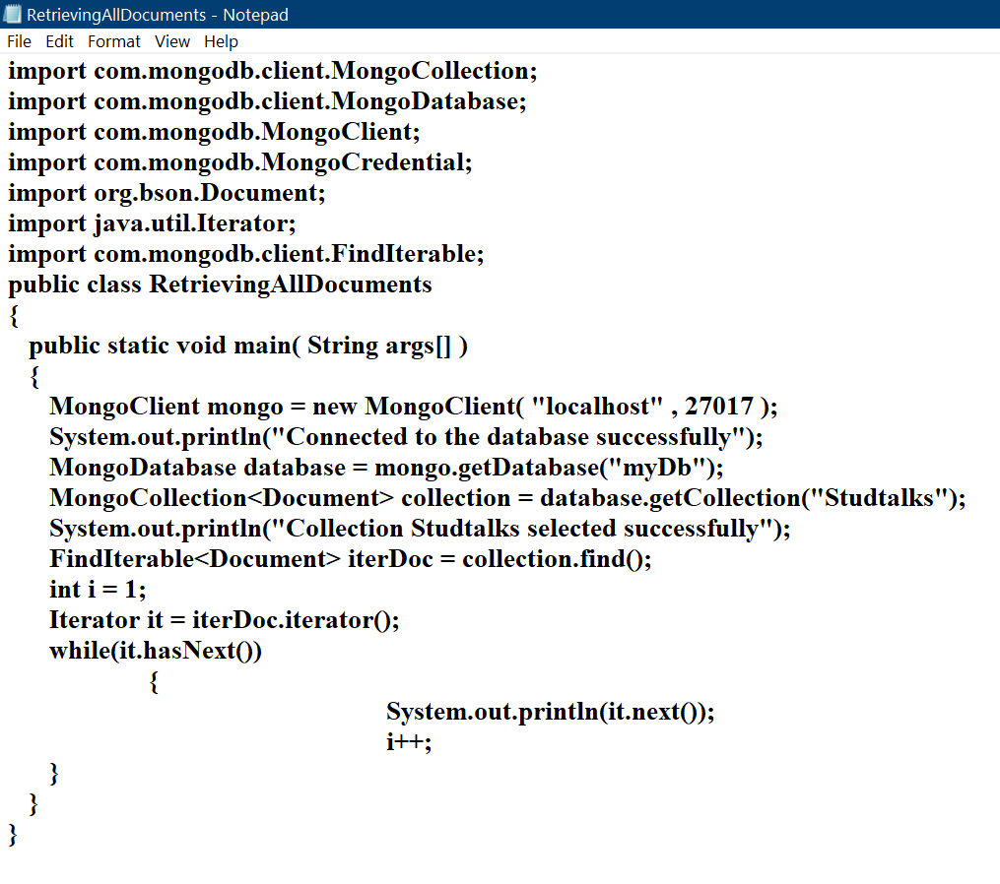 RetrievingAllDocuments - Notepad
File Edit Format View Help
import com.mongodb.client.MongoCollection;
import com.mongodb.client.MongoDatabase;
import com.mongodb.MongoClient;
import com.mongodb.MongoCredential;
import org.bson.Document;
import java.util.Iterator;
import com.mongodb.client.FindIterable;
public class RetrievingAllDocuments
{
public static void main( String args[] )
{
MongoClient mongo = new MongoClient( "localhost" , 27017 );
System.out.println("Connected to the database successfully");
MongoDatabase database = mongo.getDatabase("myDb");
MongoCollection<Document> collection = database.getCollection("Studtalks");
System.out.println("Collection Studtalks selected successfully");
FindIterable<Document> iterDoc = collection.find();
int i = 1;
Iterator it = iterDoc.iterator();
while(it.hasNext())
{
System.out.println(it.next());
i++;
}
}
}